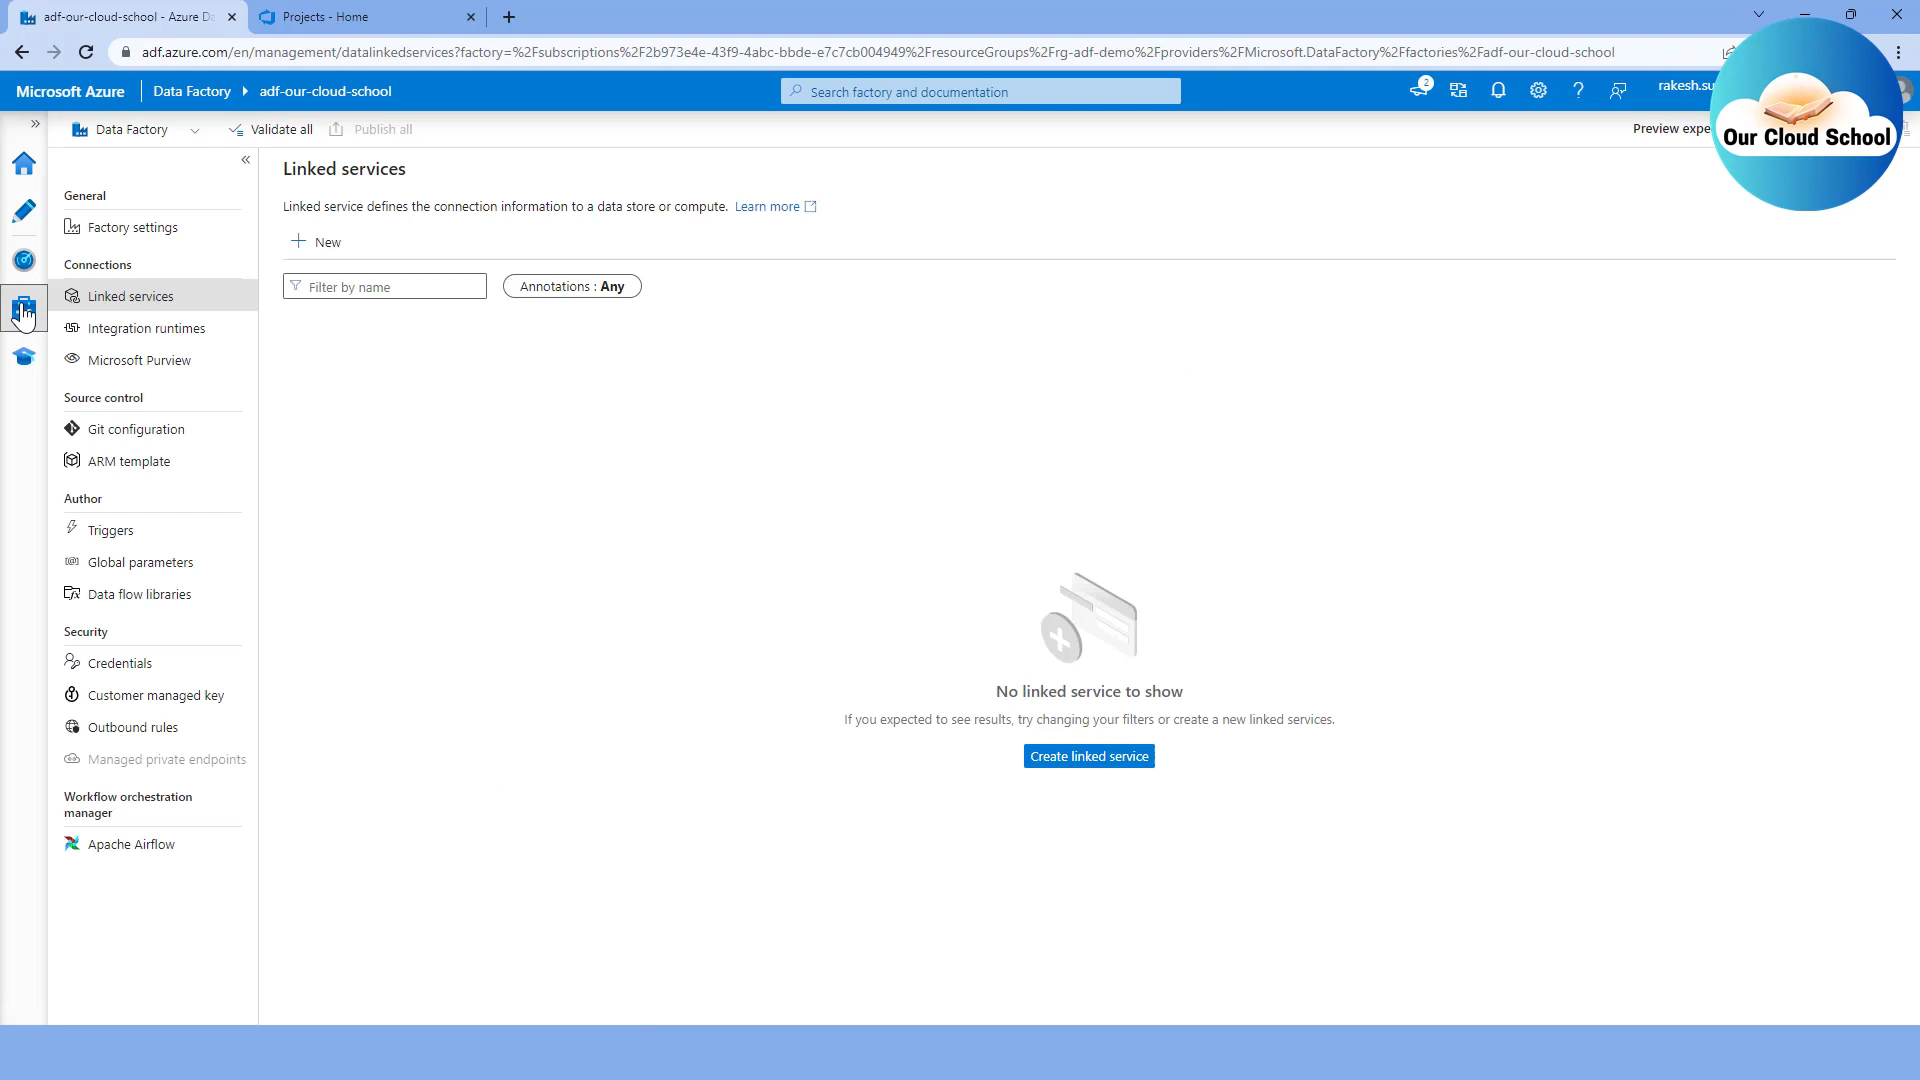 adf-our-cloud-school - Azure Da
Projects - Home
adf.azure.com/en/management/datalinkedservices?factory=%2Fsubscriptions%2F2b973e4e-43f9-4abc-bbde-e7c7cb004949%2FresourceGroups%2Frg-adf-demo%2Fproviders%2FMicrosoft.DataFactory%2Ffactories%2Fadf-our-cloud-school
Microsoft Azure
Data Factory
adf-our-cloud-school
Search factory and documentation
2
rakesh.su
Data Factory
Validate all
Publish all
Preview expe
Our Cloud School
General
Factory settings
Connections
Linked services
Integration runtimes
Microsoft Purview
Source control
Git configuration
ARM template
Author
Triggers
Global parameters
Data flow libraries
Security
Credentials
Customer managed key
Outbound rules
Managed private endpoints
Workflow orchestration
manager
Apache Airflow
Linked services
Linked service defines the connection information to a data store or compute. Learn more
New
Filter by name
Annotations : Any
No linked service to show
If you expected to see results, try changing your filters or create a new linked services.
Create linked service